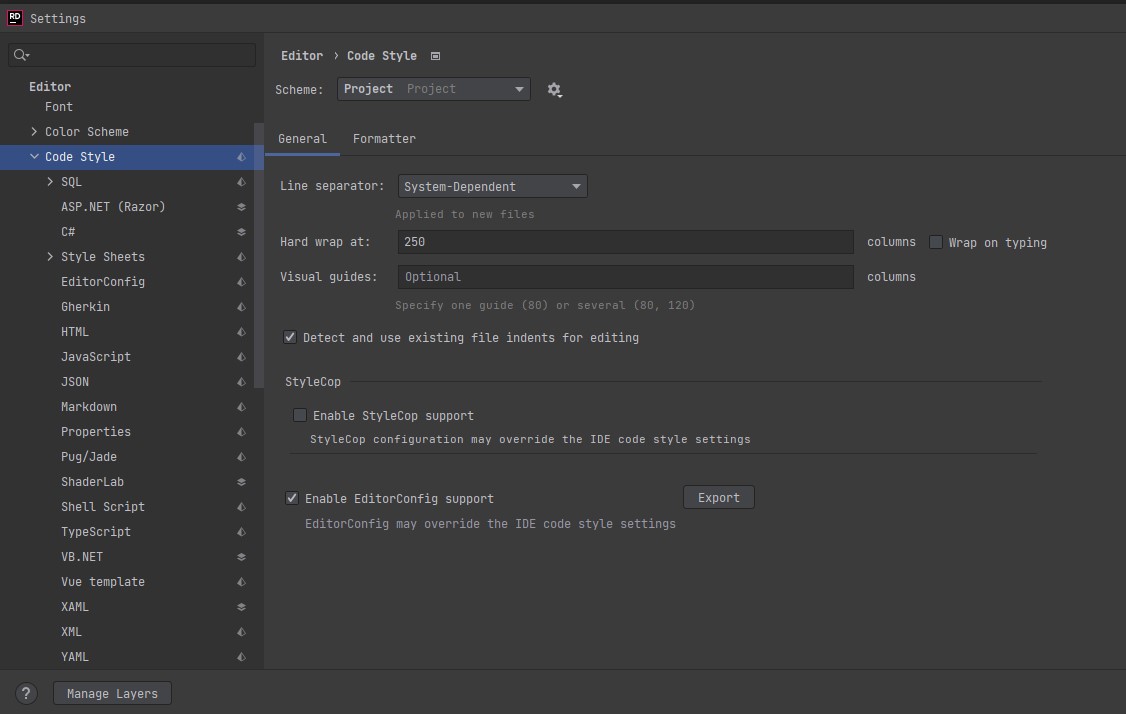 RD Settings
Editor
Font
Color Scheme
Code Style
SQL
ASP.NET (Razor)
C#
Style Sheets
EditorConfig
Gherkin
HTML
JavaScript
JSON
Markdown
Properties
Pug/Jade
ShaderLab
Shell Script
TypeScript
VB.NET
Vue template
XAML
XML
YAML
Editor › Code Style
Scheme: Project Project
General Formatter
Line separator: System-Dependent
Applied to new files
Hard wrap at: 250 columns Wrap on typing
Visual guides: Optional columns
Specify one guide (80) or several (80, 120)
Detect and use existing file indents for editing
StyleCop
Enable StyleCop support
StyleCop configuration may override the IDE code style settings
Enable EditorConfig support Export
EditorConfig may override the IDE code style settings
? Manage Layers